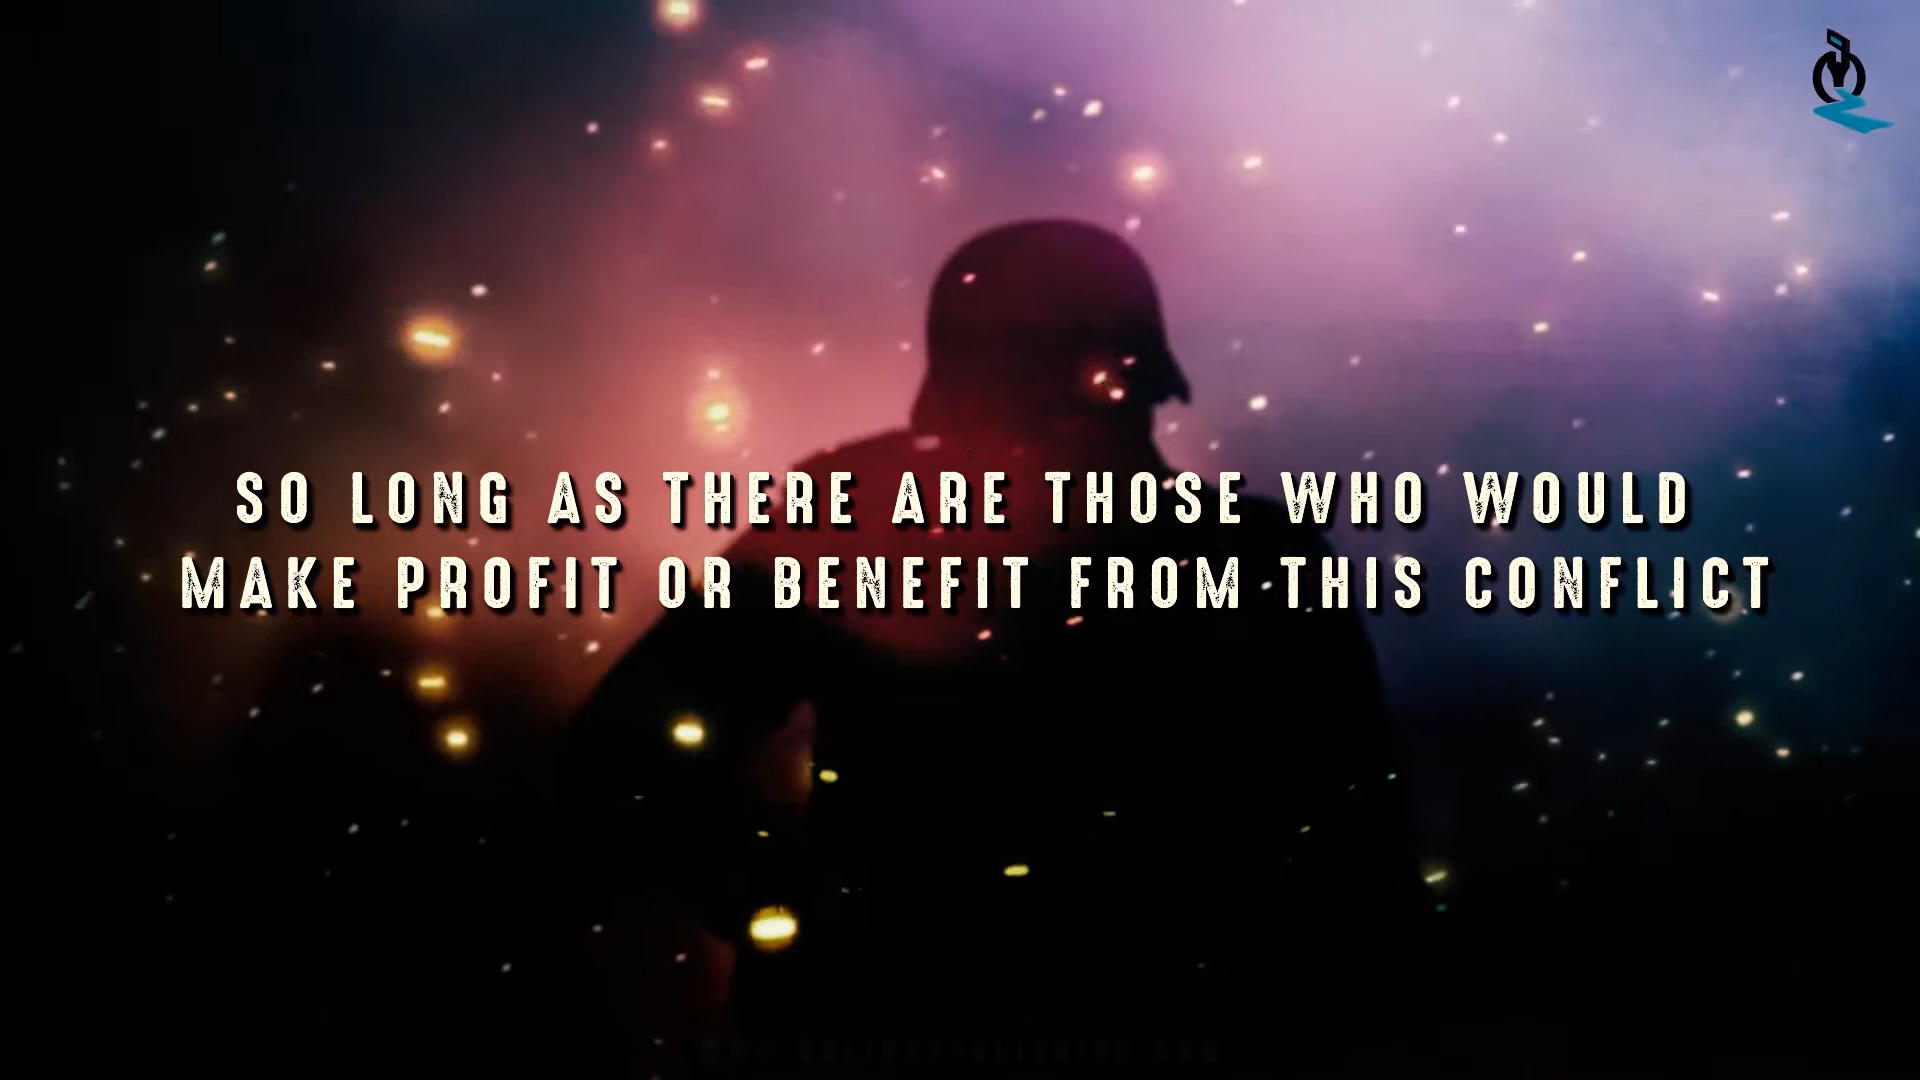 SO LONG AS THERE ARE THOSE WHO WOULD
MAKE PROFIT OR BENEFIT FROM THIS CONFLICT